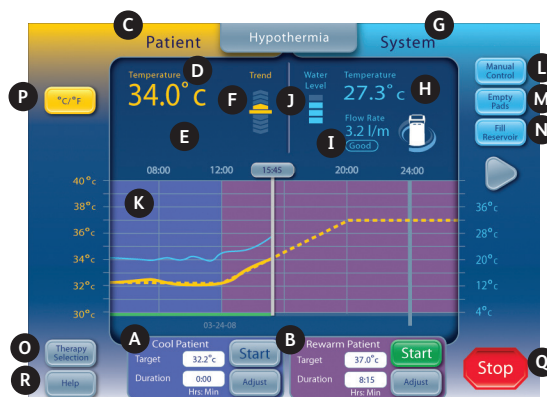 C
G
Patient
Hypothermia
System
L
Manual
Control
P
°C/°F
Temperature
D
34.0°c
Trend
F
E
J
Water
Level
Temperature
27.3°c
H
Flow Rate
3.2 l/m
Good
I
M
Empty
Pads
N
Fill
Reservoir
08:00
12:00
15:45
20:00
24:00
K
40°c
38°c
36°c
34°c
32°c
30°c
36°c
28°c
20°c
12°c
4°c
03-24-08
A
Cool Patient
Target
32.2°c
Start
Duration
0:00
Adjust
Hrs: Min
B
Rewarm Patient
Target
37.0°c
Start
Duration
8:15
Adjust
Hrs: Min
O
Therapy
Selection
R
Help
Stop
Q